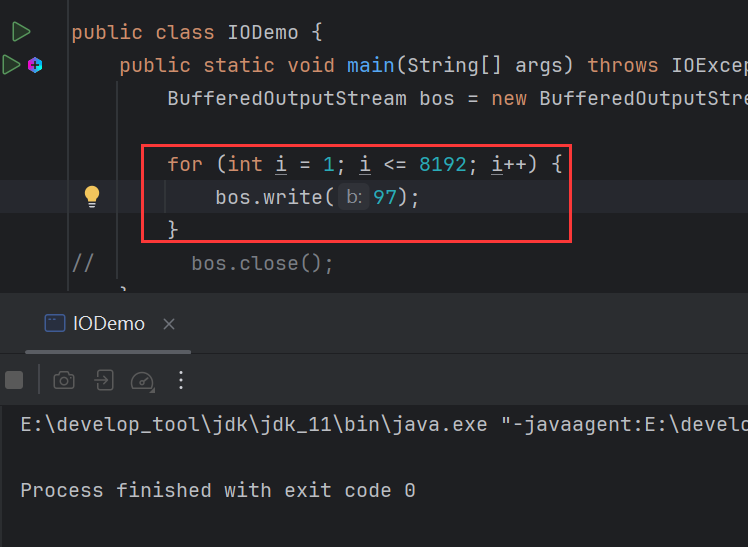 public class IODemo {
public static void main(String[] args) throws IOExcep
BufferedOutputStream bos = new BufferedOutputStre
for (int i = 1; i <= 8192; i++) {
bos.write( b: 97);
}
// bos.close();
}
IODemo ×
E:\develop_tool\jdk\jdk_11\bin\java.exe "-javaagent:E:\develo
Process finished with exit code 0